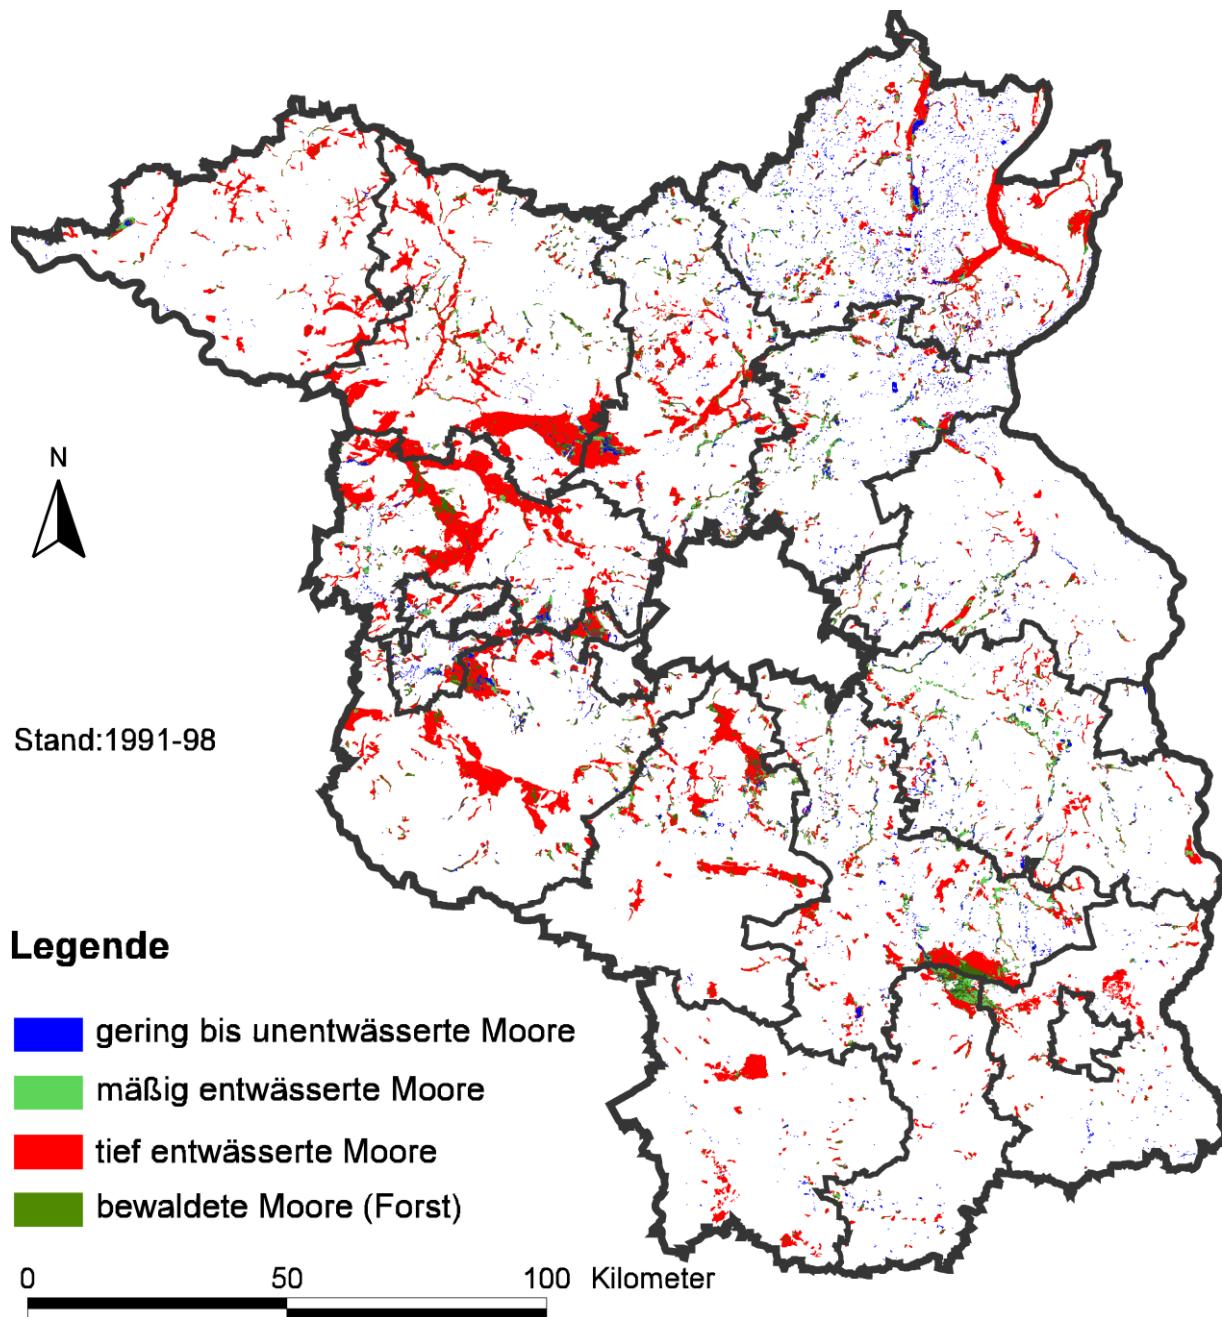 N
Stand:1991-98
Legende
gering bis unentwässerte Moore
mäßig entwässerte Moore
tief entwässerte Moore
bewaldete Moore (Forst)
0 50 100 Kilometer